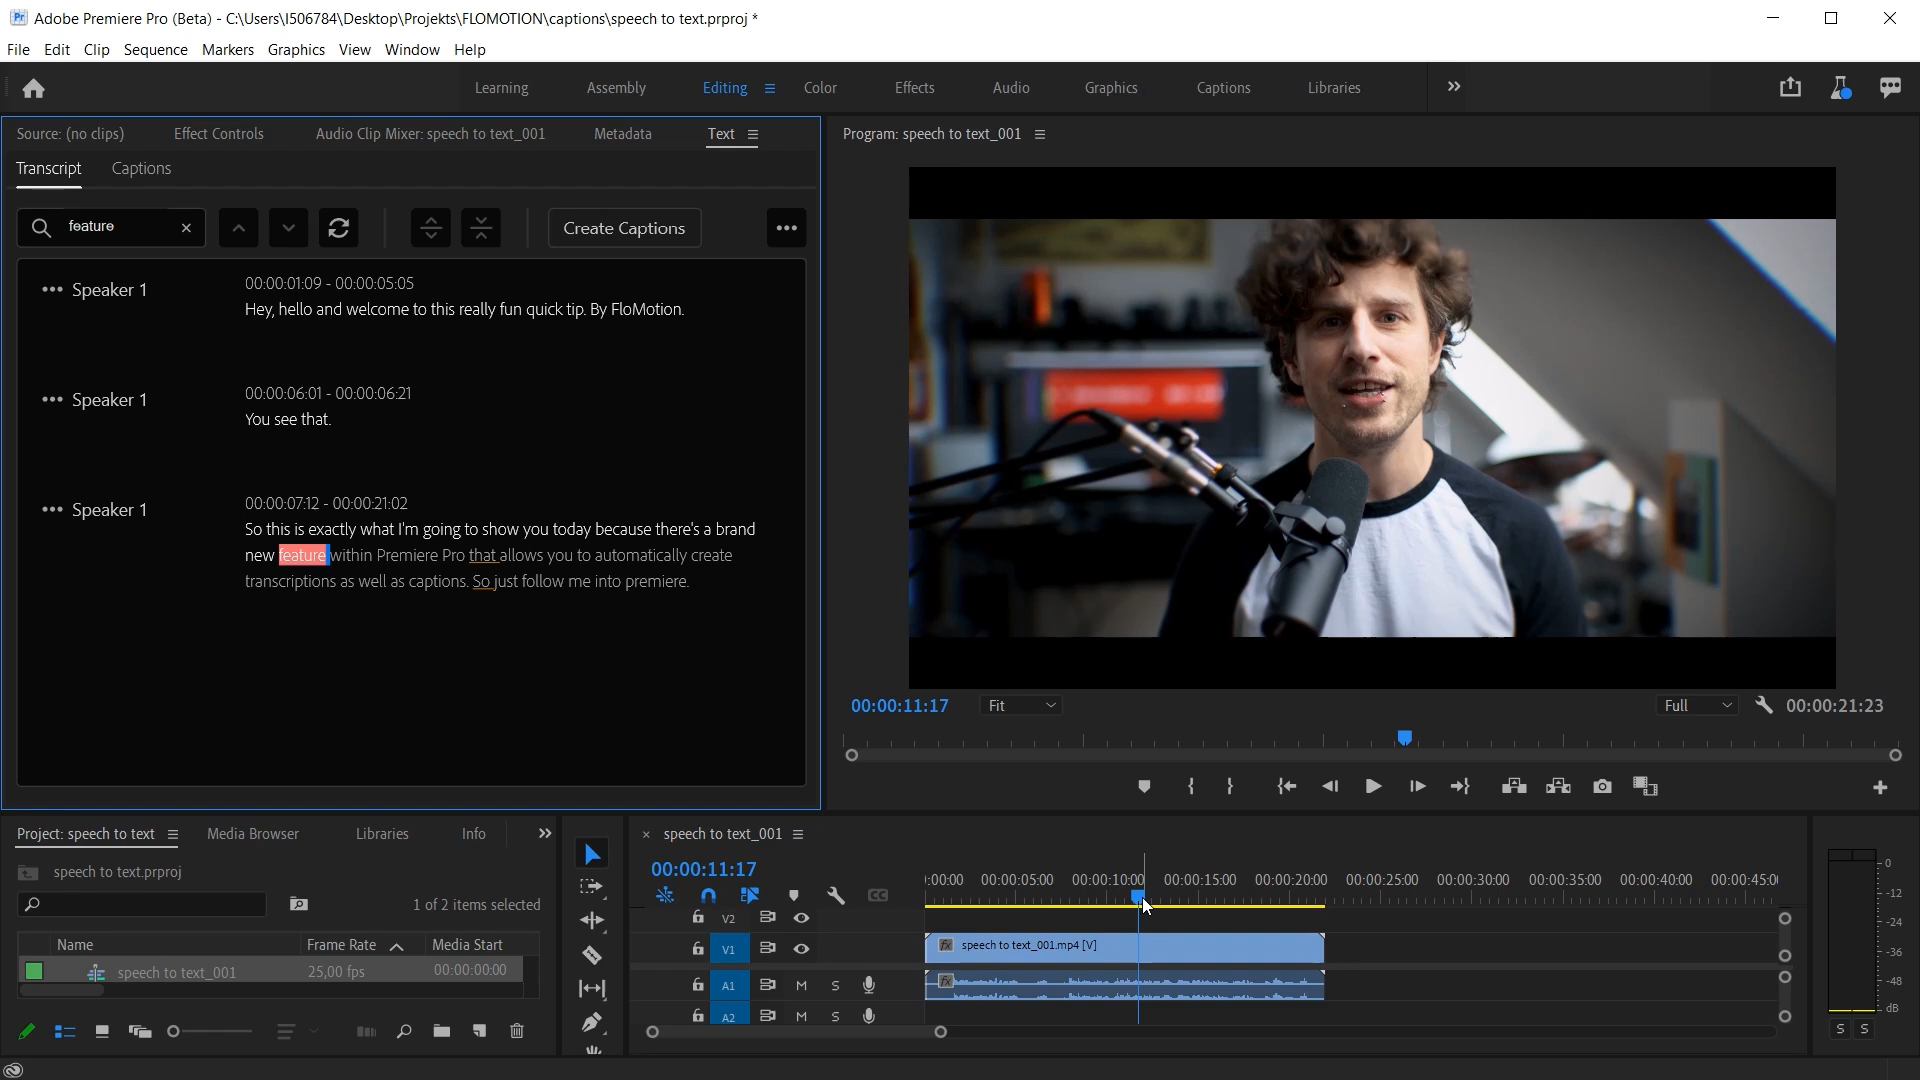 Pr Adobe Premiere Pro (Beta) - C:\Users\I506784\Desktop\Projekts\FLOMOTION\captions\speech to text.prproj *
File Edit Clip Sequence Markers Graphics View Window Help
Learning Assembly Editing Color Effects Audio Graphics Captions Libraries
Source: (no clips) Effect Controls Audio Clip Mixer: speech to text_001 Metadata Text
Program: speech to text_001
Transcript Captions
feature
Create Captions
Speaker 1
00:00:01:09 - 00:00:05:05
Hey, hello and welcome to this really fun quick tip. By FloMotion.
Speaker 1
00:00:06:01 - 00:00:06:21
You see that.
Speaker 1
00:00:07:12 - 00:00:21:02
So this is exactly what I'm going to show you today because there's a brand
new feature within Premiere Pro that allows you to automatically create
transcriptions as well as captions. So just follow me into premiere.
00:00:11:17 Fit Full 00:00:21:23
Project: speech to text Media Browser Libraries Info
speech to text.prproj
1 of 2 items selected
Name Frame Rate Media Start
speech to text_001 25,00 fps 00:00:00:00
speech to text_001
00:00:11:17
:00:00 00:00:05:00 00:00:10:00 00:00:15:00 00:00:20:00 00:00:25:00 00:00:30:00 00:00:35:00 00:00:40:00 00:00:45:0
CC
V2
V1 fx speech to text_001.mp4 [V]
A1 M S fx
A2 M S
0
-12
-24
-36
-48
dB
S S